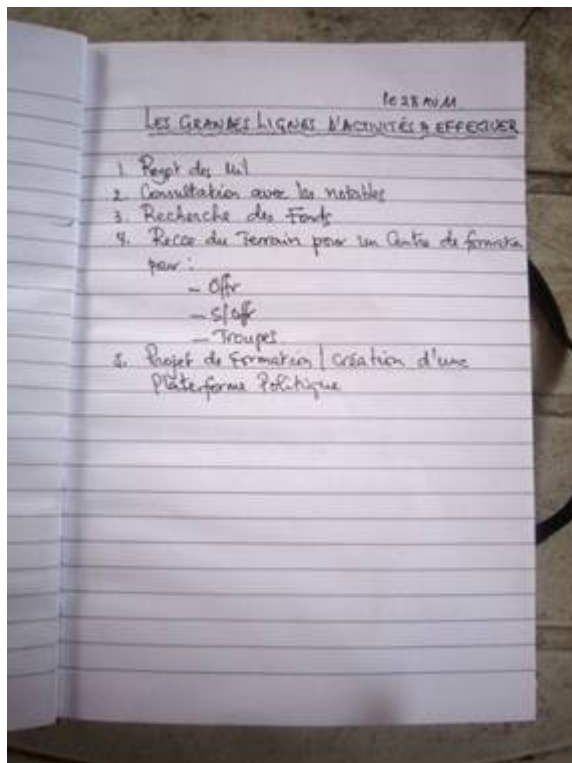 le 28 AVM
LES GRANDES LIGNES D'ACTIVITÉS A EFFECTUER
1. des Mil
2. Consultation avec les notables
3. Recherche des Fonds
4. Recce du Terrain pour un Centre de formation
pour :
- Offr
- S/Offr
- Troupes
5. Projet de Formation / Création d'une
Plateforme Politique